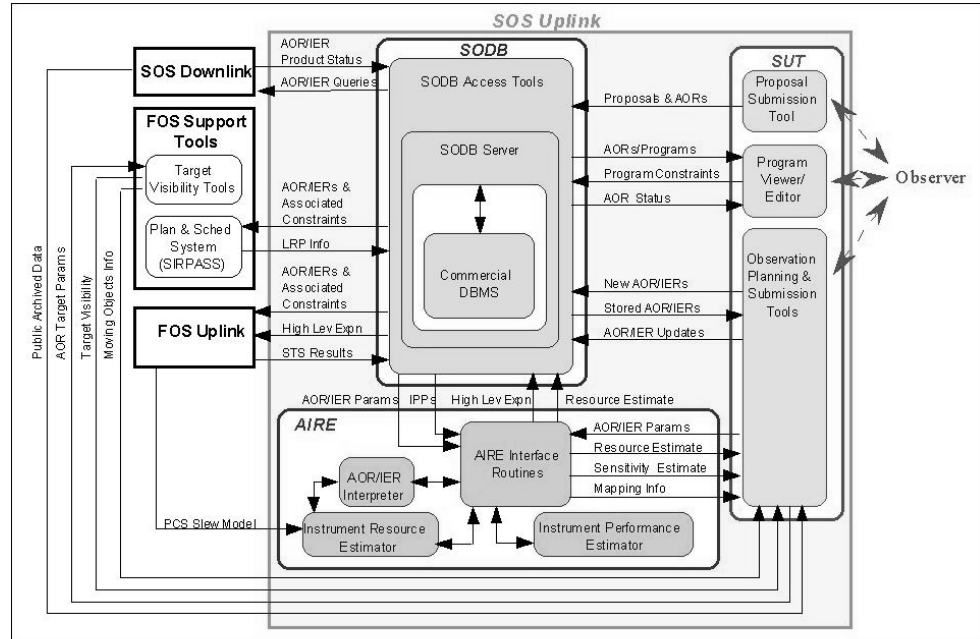 SOS Uplink
SODB
SUT
AOR/IER
Product Status
AOR/IER Queries
SOS Downlink
FOS Support
Tools
Target
Visibility Tools
Plan & Sched
System
(SIRPASS)
FOS Uplink
AOR/IERs &
Associated
Constraints
LRP Info
AOR/IERs &
Associated
Constraints
High Lev Expn
STS Results
SODB Access Tools
SODB Server
Commercial
DBMS
Proposals & AORs
AORs/Programs
Program Constraints
AOR Status
New AOR/IERs
Stored AOR/IERs
AOR/IER Updates
Proposal
Submission
Tool
Program
Viewer/
Editor
Observation
Planning &
Submission
Tools
Observer
Public Archived Data
AOR Target Params
Target Visibility
Moving Objects Info
AOR/IER Params
IPPs
High Lev Expn
Resource Estimate
AIRE
AIRE Interface
Routines
AOR/IER
Interpreter
Instrument Resource
Estimator
Instrument Performance
Estimator
AOR/IER Params
Resource Estimate
Sensitivity Estimate
Mapping Info
PCS Slew Model